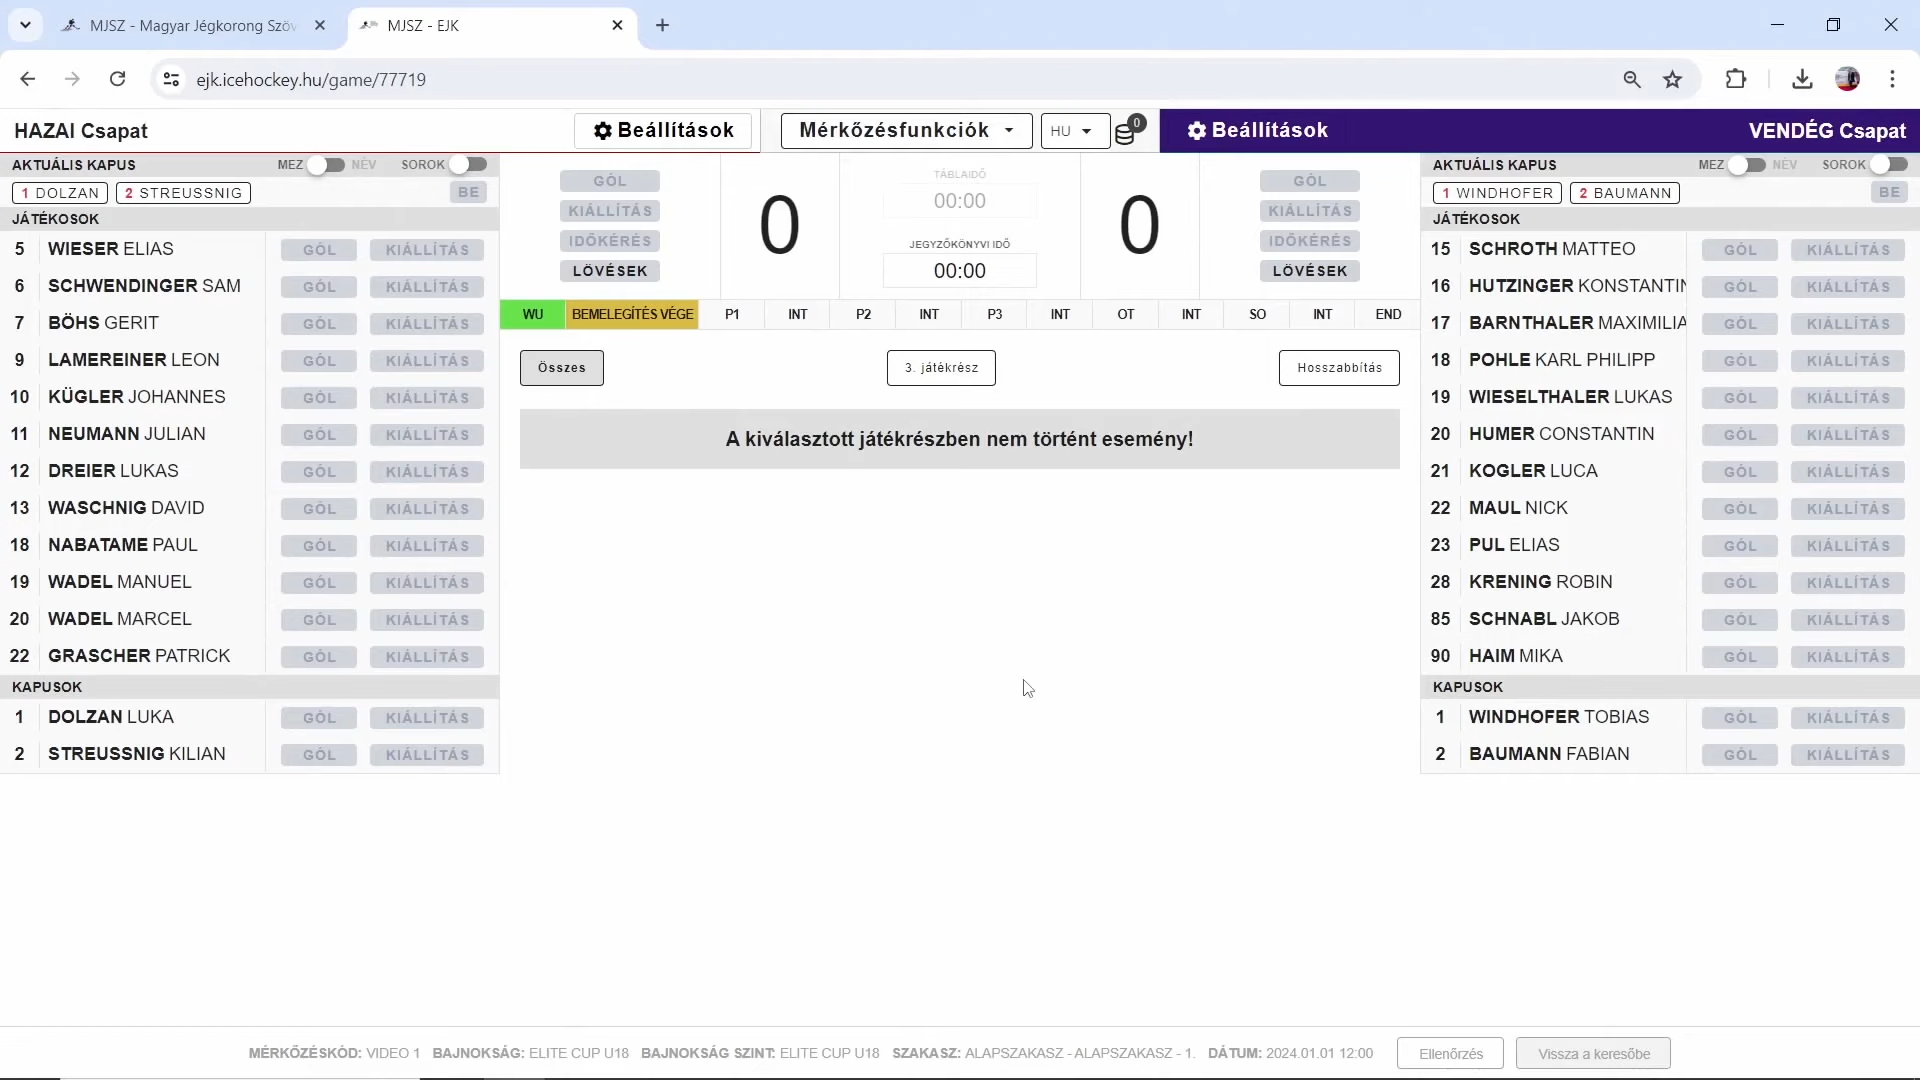 MJSZ - Magyar Jégkorong Szöv
MJSZ - EJK
ejk.icehockey.hu/game/77719
HAZAI Csapat
Beállítások
Mérkőzésfunkciók
HU
0
Beállítások
VENDÉG Csapat
AKTUÁLIS KAPUS
MEZ
NÉV
SOROK
1 DOLZAN
2 STREUSSNIG
BE
JÁTÉKOSOK
5 WIESER ELIAS GÓL KIÁLLÍTÁS
6 SCHWENDINGER SAM GÓL KIÁLLÍTÁS
7 BÖHS GERIT GÓL KIÁLLÍTÁS
9 LAMEREINER LEON GÓL KIÁLLÍTÁS
10 KÜGLER JOHANNES GÓL KIÁLLÍTÁS
11 NEUMANN JULIAN GÓL KIÁLLÍTÁS
12 DREIER LUKAS GÓL KIÁLLÍTÁS
13 WASCHNIG DAVID GÓL KIÁLLÍTÁS
18 NABATAME PAUL GÓL KIÁLLÍTÁS
19 WADEL MANUEL GÓL KIÁLLÍTÁS
20 WADEL MARCEL GÓL KIÁLLÍTÁS
22 GRASCHER PATRICK GÓL KIÁLLÍTÁS
KAPUSOK
1 DOLZAN LUKA GÓL KIÁLLÍTÁS
2 STREUSSNIG KILIAN GÓL KIÁLLÍTÁS
GÓL
KIÁLLÍTÁS
IDŐKÉRÉS
LÖVÉSEK
0
TÁBLAIDŐ
00:00
JEGYZŐKÖNYVI IDŐ
00:00
0
GÓL
KIÁLLÍTÁS
IDŐKÉRÉS
LÖVÉSEK
WU BEMELEGÍTÉS VÉGE P1 INT P2 INT P3 INT OT INT SO INT END
Összes
3. játékrész
Hosszabbítás
A kiválasztott játékrészben nem történt esemény!
AKTUÁLIS KAPUS
MEZ
NÉV
SOROK
1 WINDHOFER
2 BAUMANN
BE
JÁTÉKOSOK
15 SCHROTH MATTEO GÓL KIÁLLÍTÁS
16 HUTZINGER KONSTANTIN GÓL KIÁLLÍTÁS
17 BARNTHALER MAXIMILIA GÓL KIÁLLÍTÁS
18 POHLE KARL PHILIPP GÓL KIÁLLÍTÁS
19 WIESELTHALER LUKAS GÓL KIÁLLÍTÁS
20 HUMER CONSTANTIN GÓL KIÁLLÍTÁS
21 KOGLER LUCA GÓL KIÁLLÍTÁS
22 MAUL NICK GÓL KIÁLLÍTÁS
23 PUL ELIAS GÓL KIÁLLÍTÁS
28 KRENING ROBIN GÓL KIÁLLÍTÁS
85 SCHNABL JAKOB GÓL KIÁLLÍTÁS
90 HAIM MIKA GÓL KIÁLLÍTÁS
KAPUSOK
1 WINDHOFER TOBIAS GÓL KIÁLLÍTÁS
2 BAUMANN FABIAN GÓL KIÁLLÍTÁS
MÉRKŐZÉSKÓD: VIDEO 1 BAJNOKSÁG: ELITE CUP U18 BAJNOKSÁG SZINT: ELITE CUP U18 SZAKASZ: ALAPSZAKASZ - ALAPSZAKASZ - 1. DÁTUM: 2024.01.01 12:00
Ellenőrzés
Vissza a keresőbe